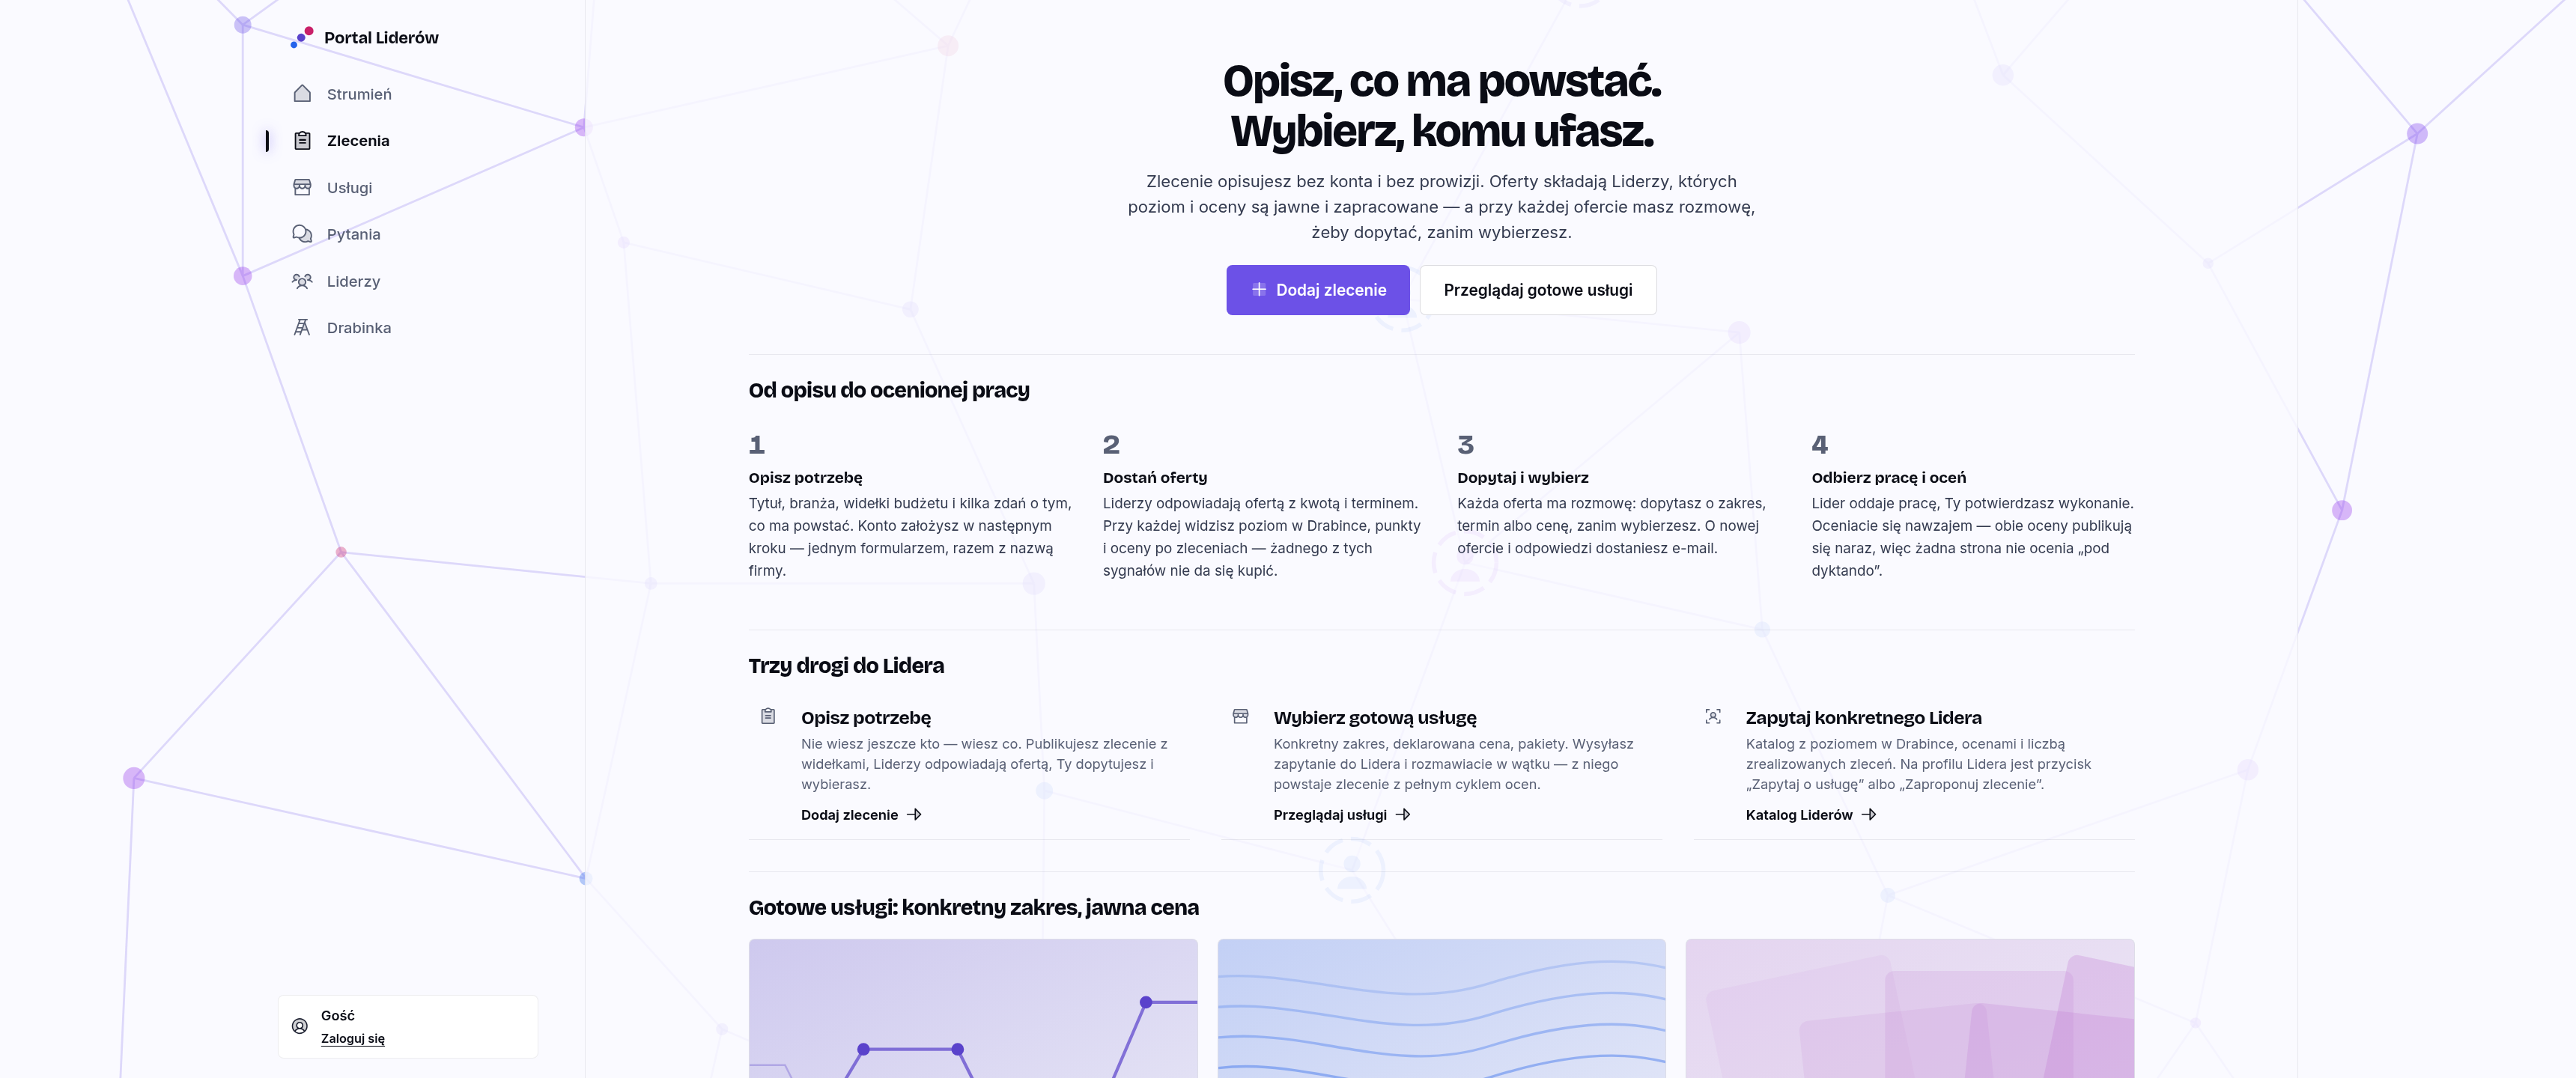 Portal Liderów
Strumień
Zlecenia
Usługi
Pytania
Liderzy
Drabinka
Gość
Zaloguj się
Opisz, co ma powstać.
Wybierz, komu ufasz.
Zlecenie opisujesz bez konta i bez prowizji. Oferty składają Liderzy, których
poziom i oceny są jawne i zapracowane — a przy każdej ofercie masz rozmowę,
żeby dopytać, zanim wybierzesz.
Dodaj zlecenie
Przeglądaj gotowe usługi
Od opisu do ocenionej pracy
1
Opisz potrzebę
Tytuł, branża, widełki budżetu i kilka zdań o tym,
co ma powstać. Konto założysz w następnym
kroku — jednym formularzem, razem z nazwą
firmy.
2
Dostań oferty
Liderzy odpowiadają ofertą z kwotą i terminem.
Przy każdej widzisz poziom w Drabince, punkty
i oceny po zleceniach — żadnego z tych
sygnałów nie da się kupić.
3
Dopytaj i wybierz
Każda oferta ma rozmowę: dopytasz o zakres,
termin albo cenę, zanim wybierzesz. O nowej
ofercie i odpowiedzi dostaniesz e-mail.
4
Odbierz pracę i oceń
Lider oddaje pracę, Ty potwierdzasz wykonanie.
Oceniacie się nawzajem — obie oceny publikują
się naraz, więc żadna strona nie ocenia „pod
dyktando”.
Trzy drogi do Lidera
Opisz potrzebę
Nie wiesz jeszcze kto — wiesz co. Publikujesz zlecenie z
widełkami, Liderzy odpowiadają ofertą, Ty dopytujesz i
wybierasz.
Dodaj zlecenie
Wybierz gotową usługę
Konkretny zakres, deklarowana cena, pakiety. Wysyłasz
zapytanie do Lidera i rozmawiacie w wątku — z niego
powstaje zlecenie z pełnym cyklem ocen.
Przeglądaj usługi
Zapytaj konkretnego Lidera
Katalog z poziomem w Drabince, ocenami i liczbą
zrealizowanych zleceń. Na profilu Lidera jest przycisk
„Zapytaj o usługę” albo „Zaproponuj zlecenie”.
Katalog Liderów
Gotowe usługi: konkretny zakres, jawna cena